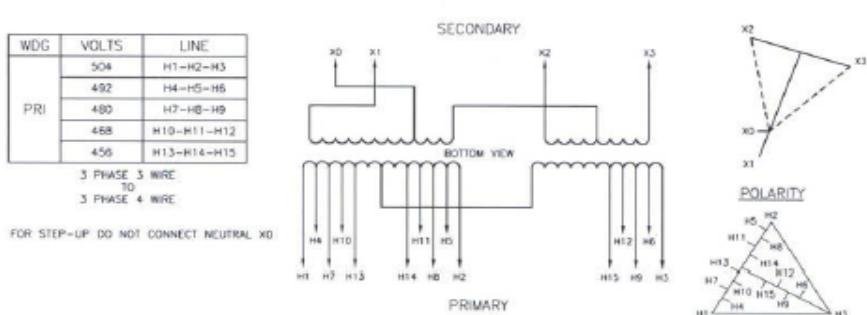 SECONDARY
WDG VOLTS LINE
PRI
504 H1-H2-H3
492 H4-H5-H6
480 H7-H8-H9
468 H10-H11-H12
456 H13-H14-H15
3 PHASE 3 WIRE
TO
3 PHASE 4 WIRE
FOR STEP-UP DO NOT CONNECT NEUTRAL X0
X0 X1 X2 X3
BOTTOM VIEW
H4 H10 H11 H5 H12 H6
H1 H7 H13 H14 H8 H2 H15 H9 H3
PRIMARY
X2
X3
X0
X1
POLARITY
H2
H5
H11
H8
H13
H14
H12
H7
H10
H15
H6
H9
H4
H1
H3